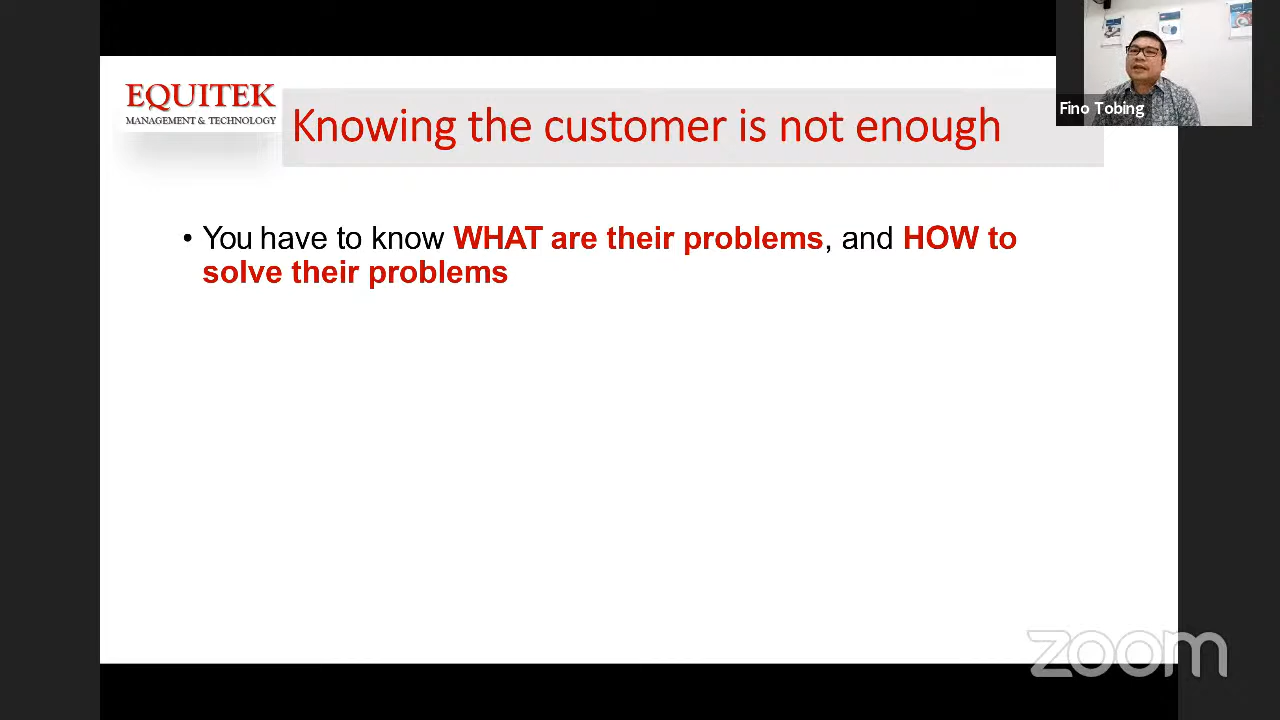 EQUITEK
MANAGEMENT & TECHNOLOGY
Knowing the customer is not enough
Fino Tobing
• You have to know WHAT are their problems, and HOW to
solve their problems
zoom